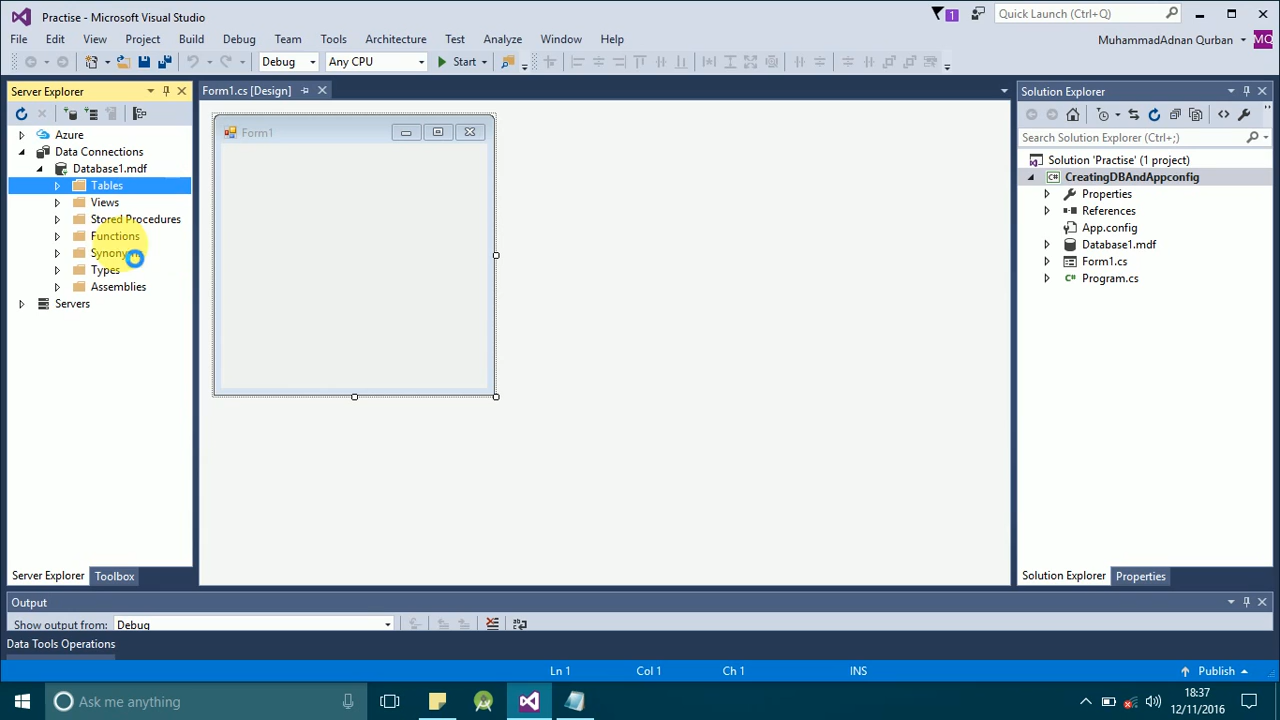 Practise - Microsoft Visual Studio
1
Quick Launch (Ctrl+Q)
File Edit View Project Build Debug Team Tools Architecture Test Analyze Window Help
MuhammadAdnan Qurban MQ
Debug Any CPU Start
Server Explorer
Form1.cs [Design]
Solution Explorer
Azure
Data Connections
Database1.mdf
Tables
Views
Stored Procedures
Functions
Types
Assemblies
Servers
Form1
Search Solution Explorer (Ctrl+;)
Solution 'Practise' (1 project)
CreatingDBAndAppconfig
Properties
References
App.config
Database1.mdf
Form1.cs
Program.cs
Server Explorer Toolbox
Solution Explorer Properties
Output
Show output from: Debug
Data Tools Operations
Ln 1 Col 1 Ch 1 INS Publish
Ask me anything
18:37
12/11/2016